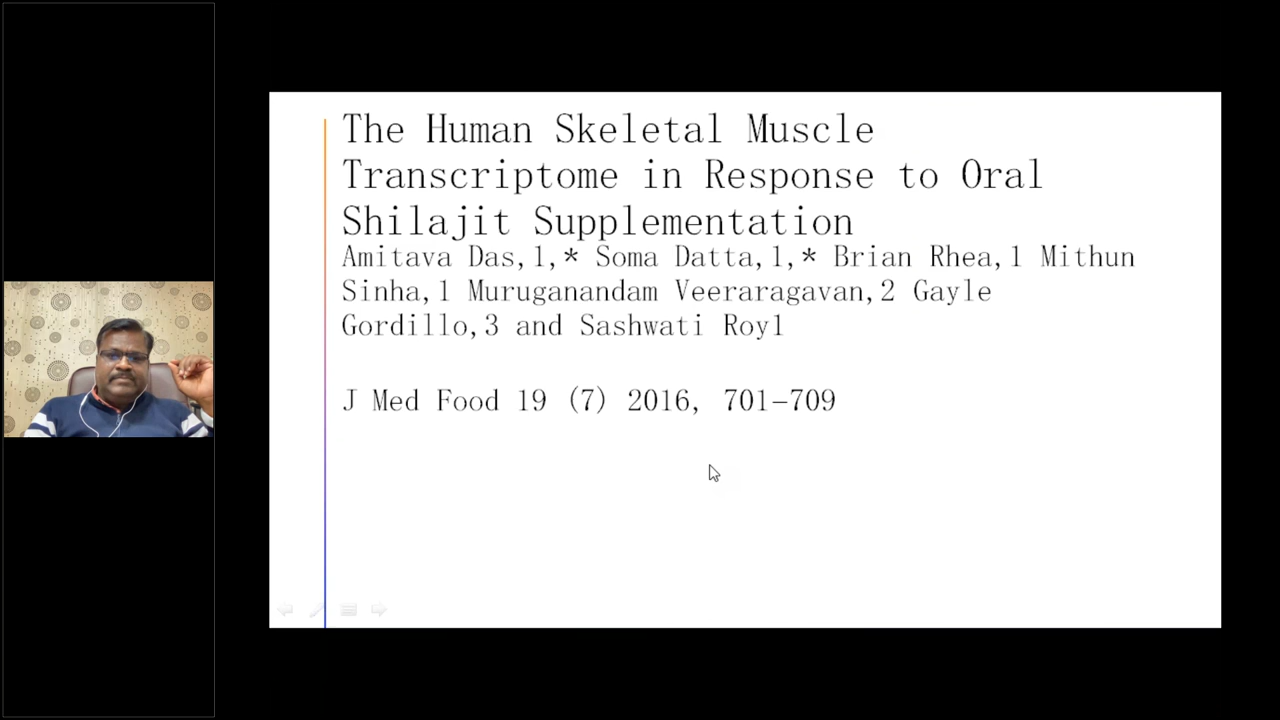 The Human Skeletal Muscle
Transcriptome in Response to Oral
Shilajit Supplementation
Amitava Das,1,* Soma Datta,1,* Brian Rhea,1 Mithun
Sinha,1 Muruganandam Veeraragavan,2 Gayle
Gordillo,3 and Sashwati Roy1
J Med Food 19 (7) 2016, 701–709